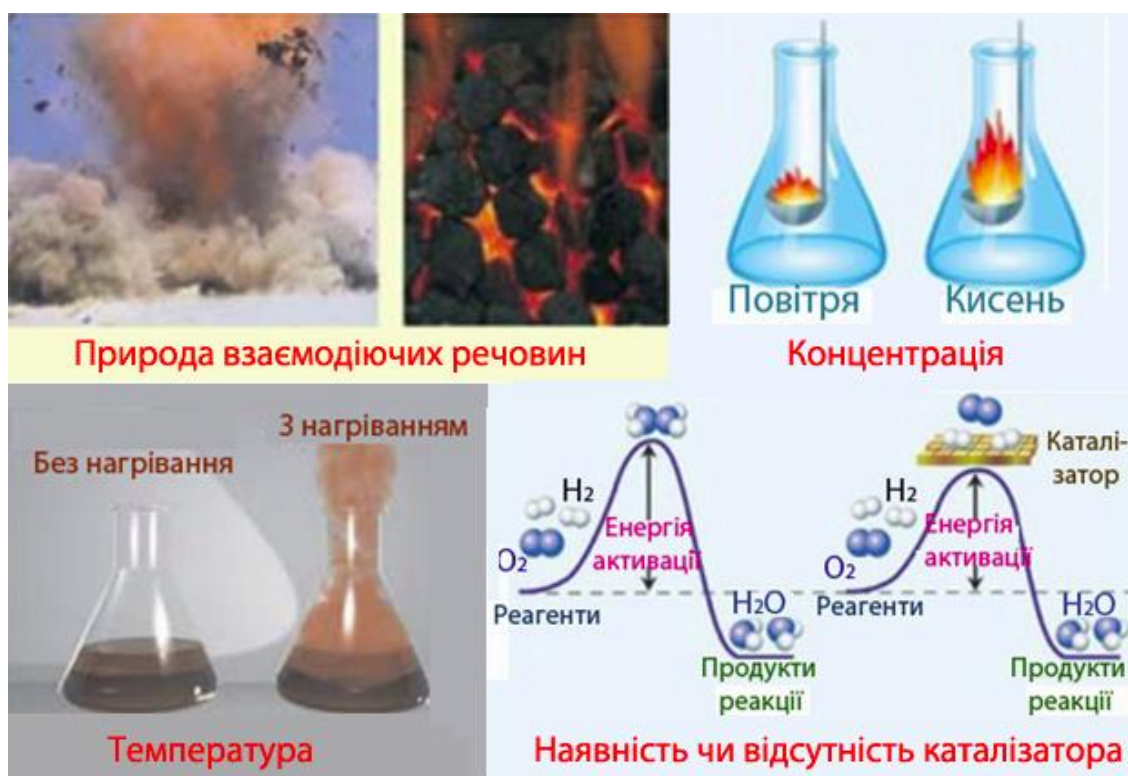 Повітря
Кисень
Природа взаємодіючих речовин
Концентрація
Без нагрівання
З нагріванням
Температура
O₂
H₂
Енергія
активації
Реагенти
H₂O
Продукти
реакції
Каталі-
затор
O₂
H₂
Енергія
активації
Реагенти
H₂O
Продукти
реакції
Наявність чи відсутність каталізатора